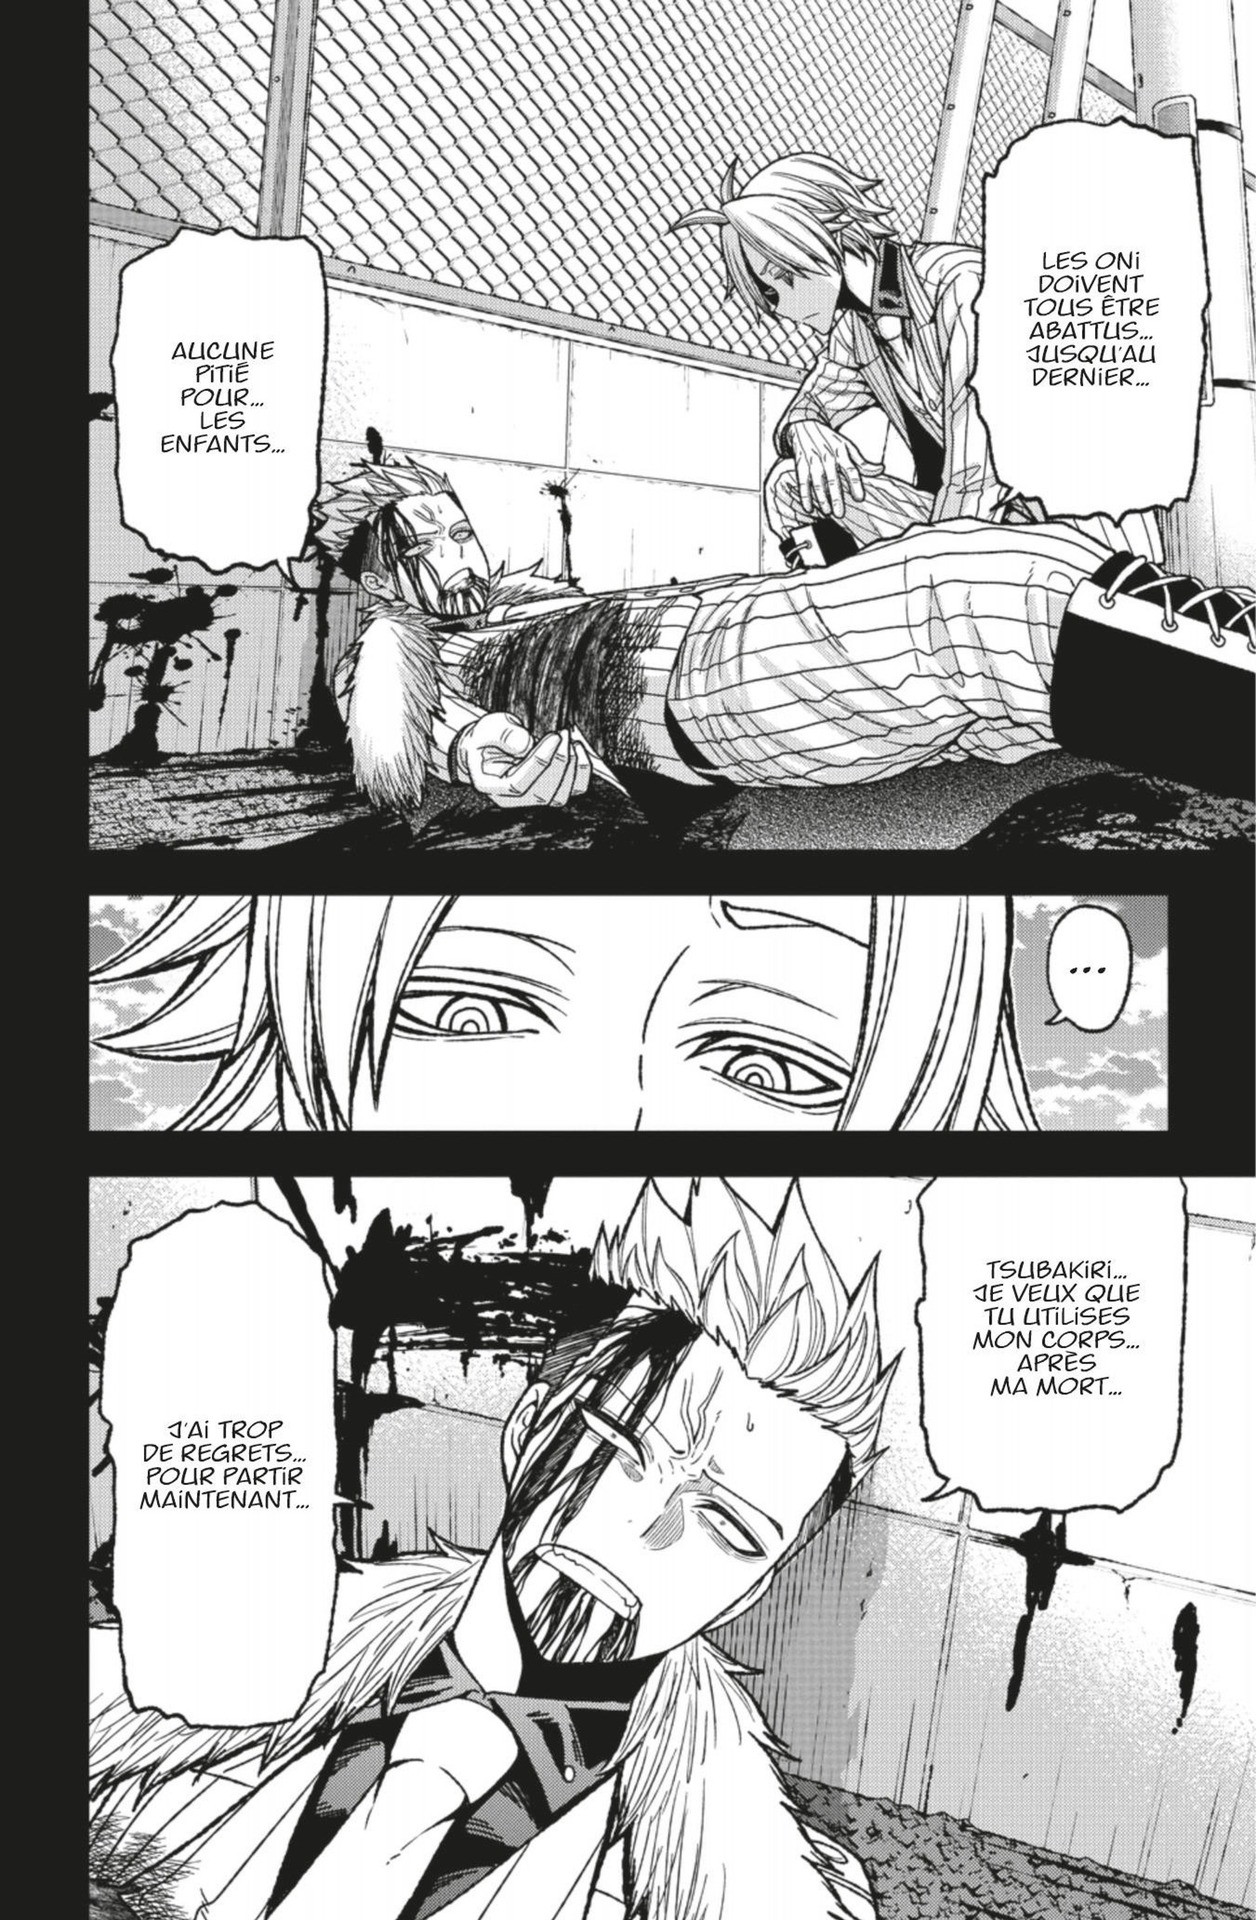 LES ONI
DOIVENT
TOUS ÊTRE
ABATTUS...
JUSQU'AU
DERNIER...
AUCUNE
PITIÉ
POUR...
LES
ENFANTS...
...
TSUBAKIRI...
JE VEUX QUE
TU UTILISES
MON CORPS...
APRÈS
MA MORT...
J'AI TROP
DE REGRETS...
POUR PARTIR
MAINTENANT...